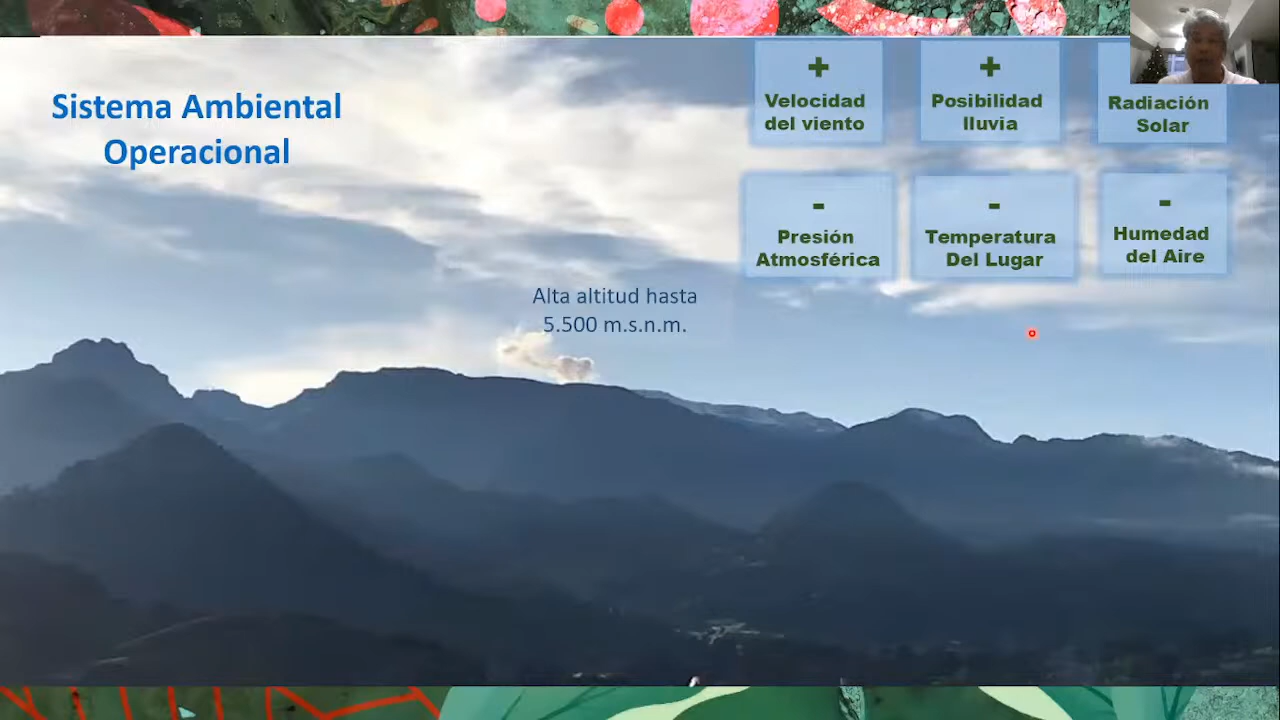 Sistema Ambiental
Operacional
+
Velocidad
del viento
+
Posibilidad
lluvia
Radiación
Solar
-
Presión
Atmosférica
-
Temperatura
Del Lugar
-
Humedad
del Aire
Alta altitud hasta
5.500 m.s.n.m.